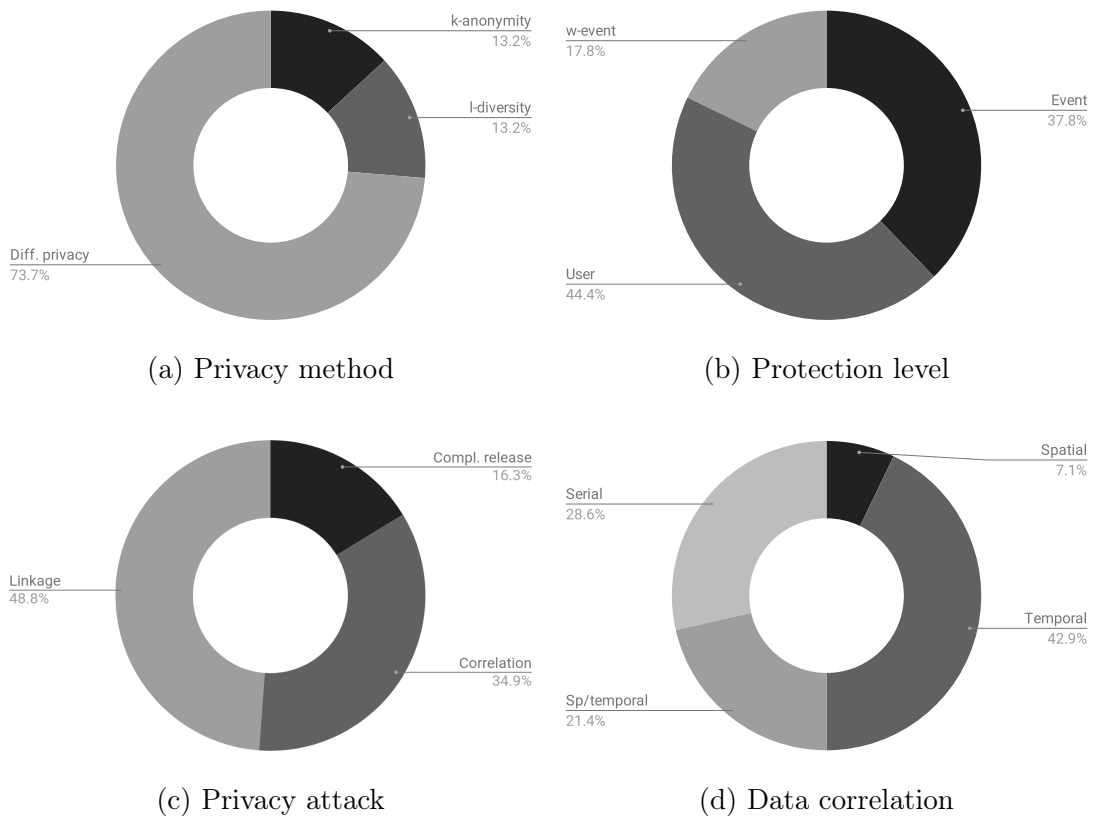 k-anonymity
13.2%
l-diversity
13.2%
Diff. privacy
73.7%
(a) Privacy method
w-event
17.8%
Event
37.8%
User
44.4%
(b) Protection level
Compl. release
16.3%
Linkage
48.8%
Correlation
34.9%
(c) Privacy attack
Spatial
7.1%
Serial
28.6%
Temporal
42.9%
Sp/temporal
21.4%
(d) Data correlation